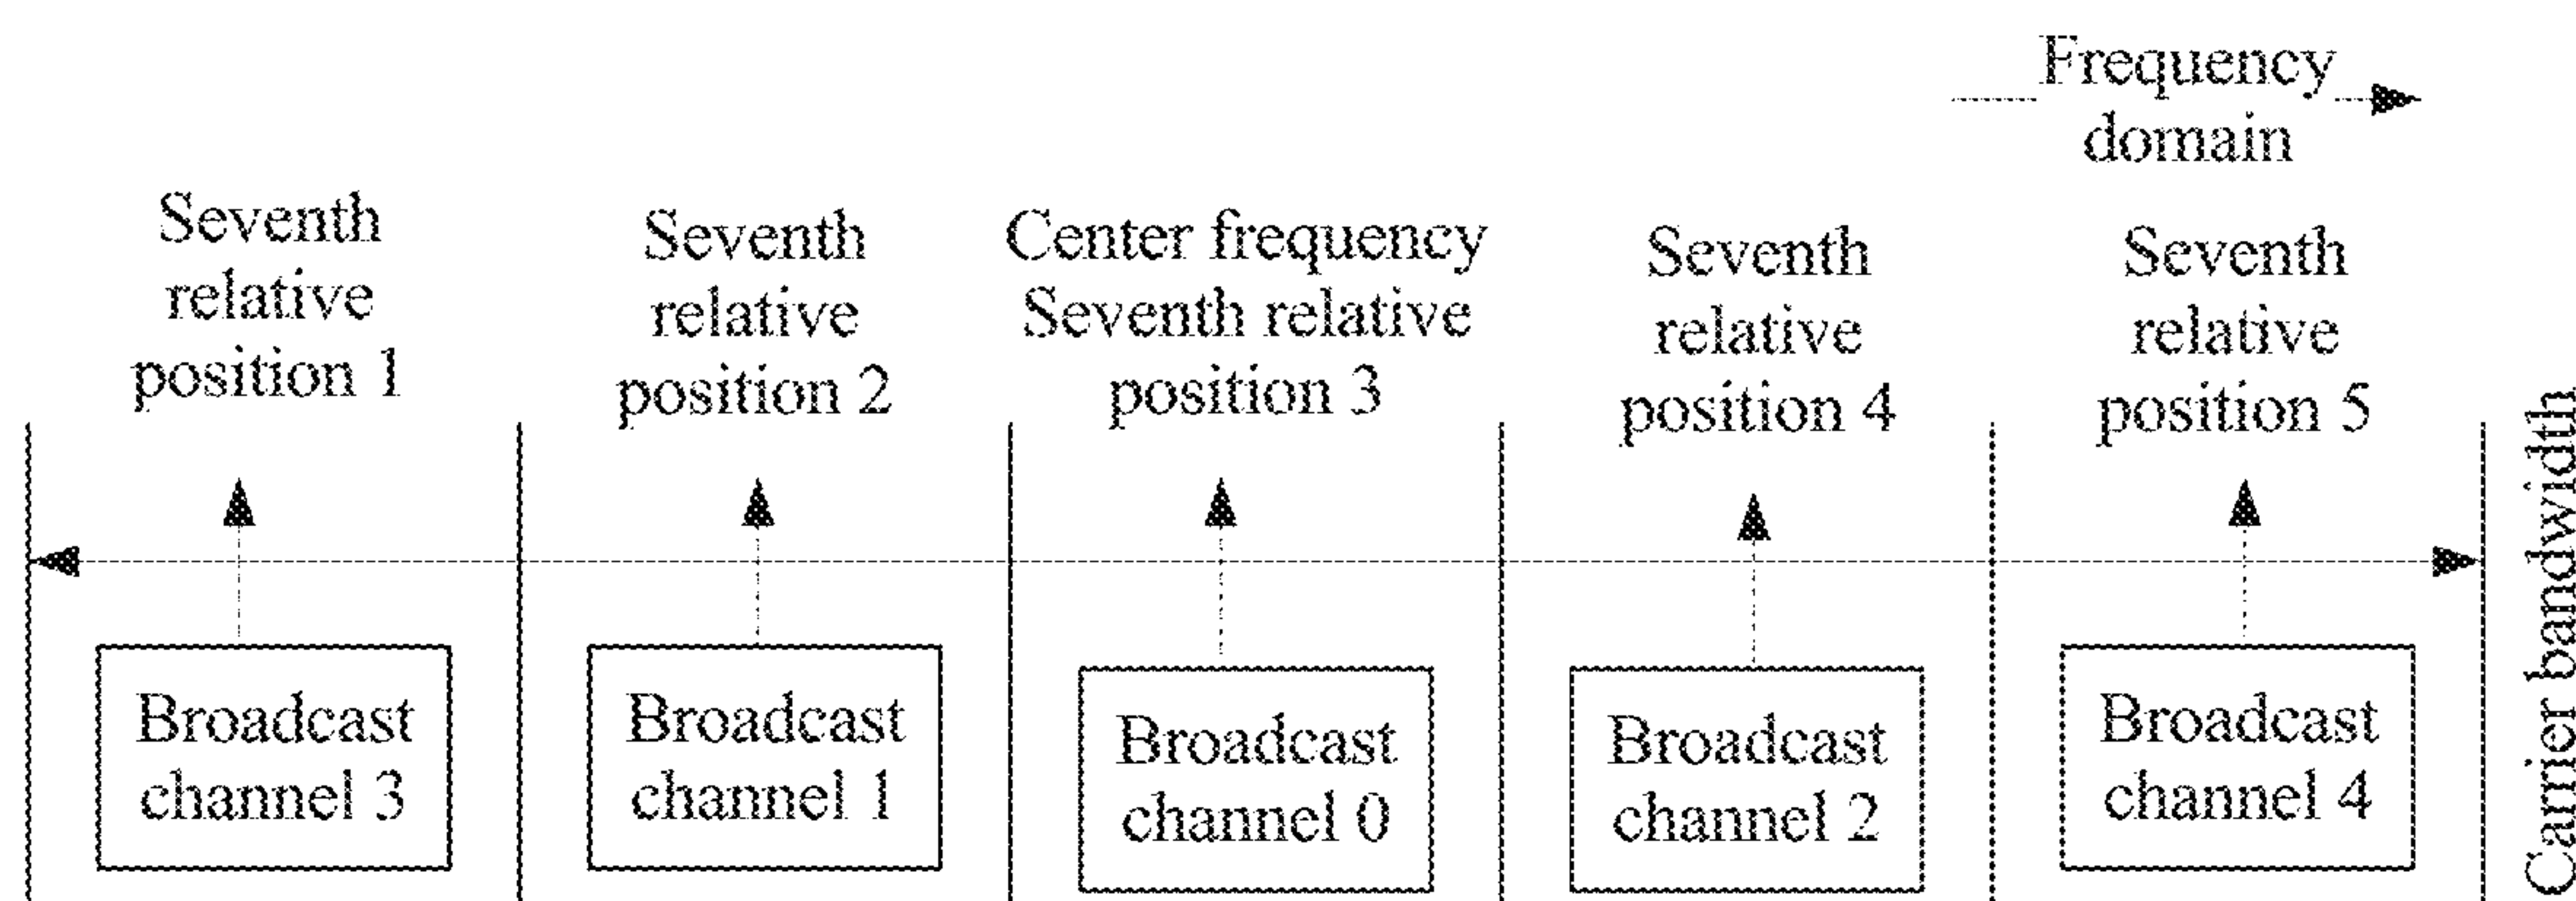 Frequency
domain
Seventh
relative
position 1
Seventh
relative
position 2
Center frequency
Seventh relative
position 3
Seventh
relative
position 4
Seventh
relative
position 5
Broadcast
channel 3
Broadcast
channel 1
Broadcast
channel 0
Broadcast
channel 2
Broadcast
channel 4
Carrier bandwidth